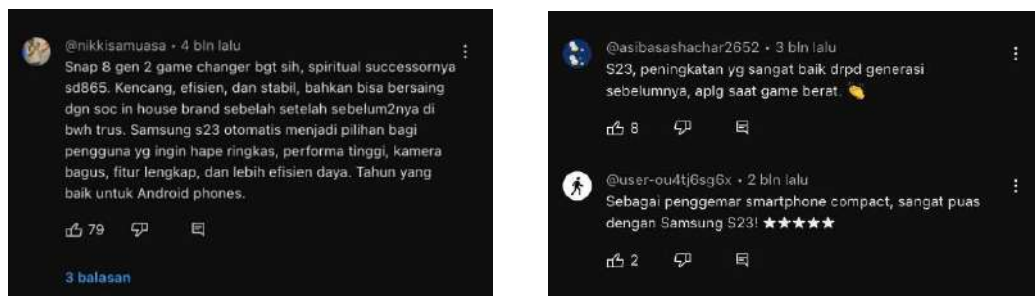 @nikkisamuasa • 4 bln lalu
Snap 8 gen 2 game changer bgt sih, spiritual successornya
sd865. Kencang, efisien, dan stabil, bahkan bisa bersaing
dgn soc in house brand sebelah setelah sebelum2nya di
bwh trus. Samsung s23 otomatis menjadi pilihan bagi
pengguna yg ingin hape ringkas, performa tinggi, kamera
bagus, fitur lengkap, dan lebih efisien daya. Tahun yang
baik untuk Android phones.
79
3 balasan
@asibasashachar2652 • 3 bln lalu
S23, peningkatan yg sangat baik drpd generasi
sebelumnya, aplg saat game berat. 👏
8
@user-ou4tj6sg6x • 2 bln lalu
Sebagai penggemar smartphone compact, sangat puas
dengan Samsung S23! ★★★★★
2